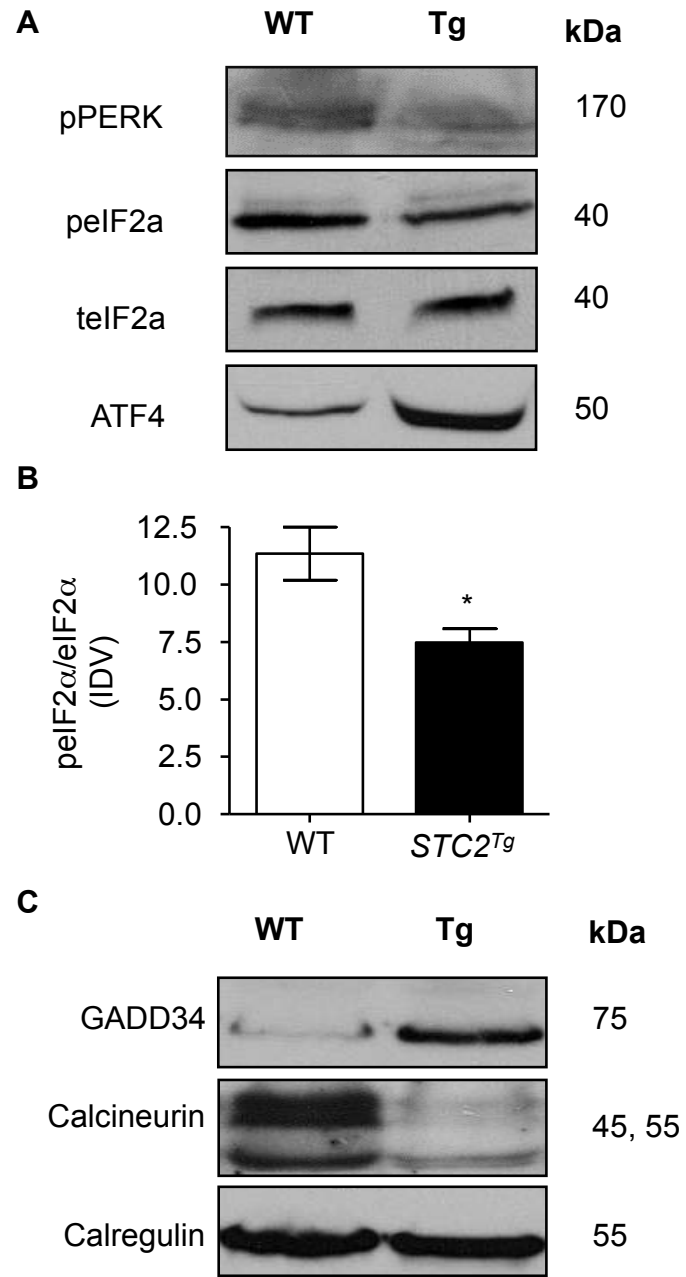 A
WT Tg kDa
pPERK 170
peIF2a 40
teIF2a 40
ATF4 50
B
peIF2α/eIF2α
(IDV)
12.5
10.0
7.5
5.0
2.5
0.0
*
WT STC2Tg
C
WT Tg kDa
GADD34 75
Calcineurin 45, 55
Calregulin 55